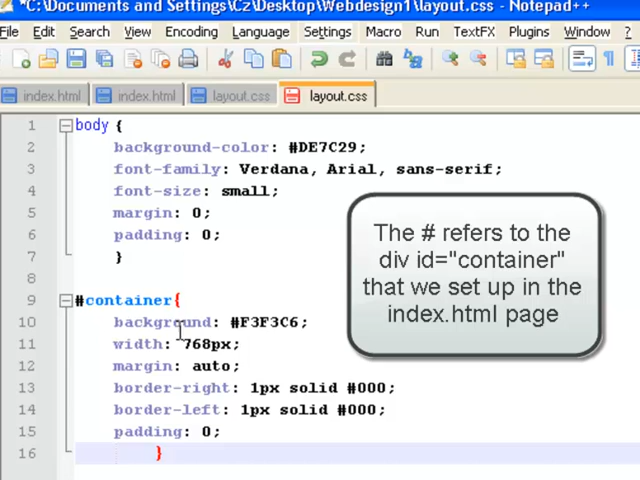 *C:\Documents and Settings\Cz\Desktop\Webdesign1\layout.css - Notepad++
File Edit Search View Encoding Language Settings Macro Run TextFX Plugins Window ?
index.html index.html layout.css layout.css
1 body {
2 background-color: #DE7C29;
3 font-family: Verdana, Arial, sans-serif;
4 font-size: small;
5 margin: 0;
6 padding: 0;
7 }
8
9 #container{
10 background: #F3F3C6;
11 width: 768px;
12 margin: auto;
13 border-right: 1px solid #000;
14 border-left: 1px solid #000;
15 padding: 0;
16 }
The # refers to the
div id="container"
that we set up in the
index.html page